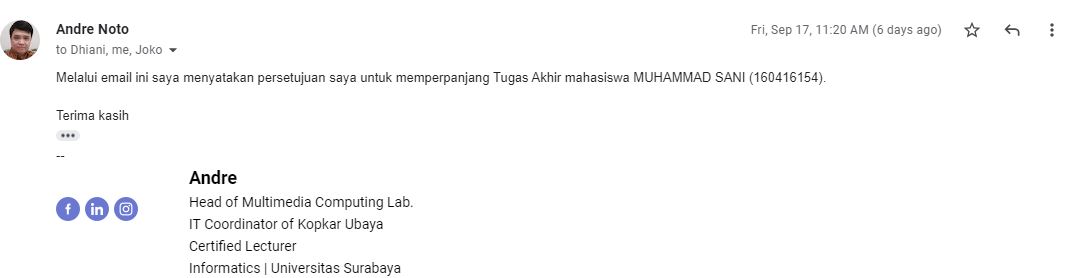 Andre Noto
Fri, Sep 17, 11:20 AM (6 days ago)
to Dhiani, me, Joko
Melalui email ini saya menyatakan persetujuan saya untuk memperpanjang Tugas Akhir mahasiswa MUHAMMAD SANI (160416154).
Terima kasih
--
Andre
Head of Multimedia Computing Lab.
IT Coordinator of Kopkar Ubaya
Certified Lecturer
Informatics | Universitas Surabaya